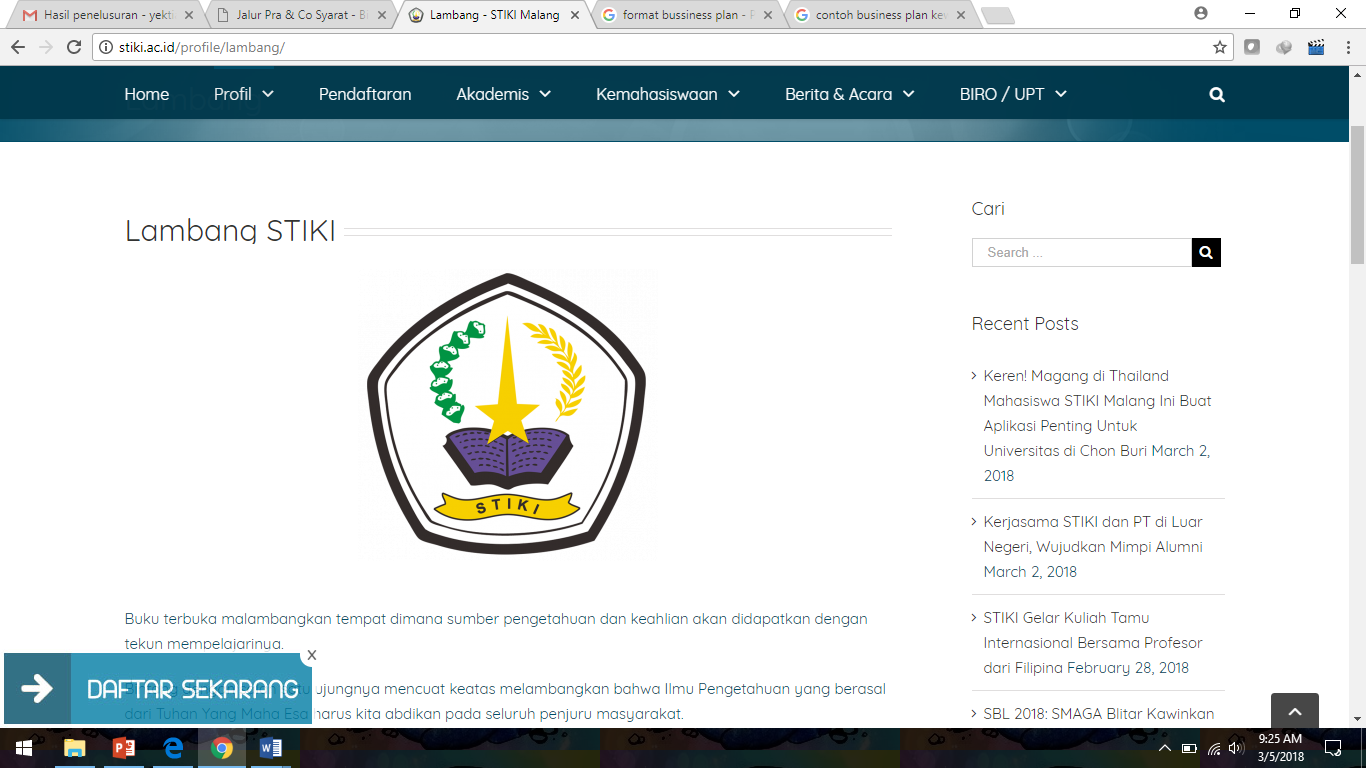 Hasil penelusuran - yekti
Jalur Pra & Co Syarat - B
Lambang - STIKI Malang
format bussiness plan - P
contoh business plan ke
stiki.ac.id/profile/lambang/
Home Profil Pendaftaran Akademis Kemahasiswaan Berita & Acara BIRO / UPT
Lambang STIKI
STIKI
Buku terbuka malambangkan tempat dimana sumber pengetahuan dan keahlian akan didapatkan dengan
tekun mempelajarinya.
ujungnya mencuat keatas melambangkan bahwa Ilmu Pengetahuan yang berasal
dari Tuhan Yang Maha Esa harus kita abdikan pada seluruh penjuru masyarakat.
X
DAFTAR SEKARANG
Cari
Search ...
Recent Posts
Keren! Magang di Thailand
Mahasiswa STIKI Malang Ini Buat
Aplikasi Penting Untuk
Universitas di Chon Buri March 2,
2018
Kerjasama STIKI dan PT di Luar
Negeri, Wujudkan Mimpi Alumni
March 2, 2018
STIKI Gelar Kuliah Tamu
Internasional Bersama Profesor
dari Filipina February 28, 2018
SBL 2018: SMAGA Blitar Kawinkan
9:25 AM
3/5/2018